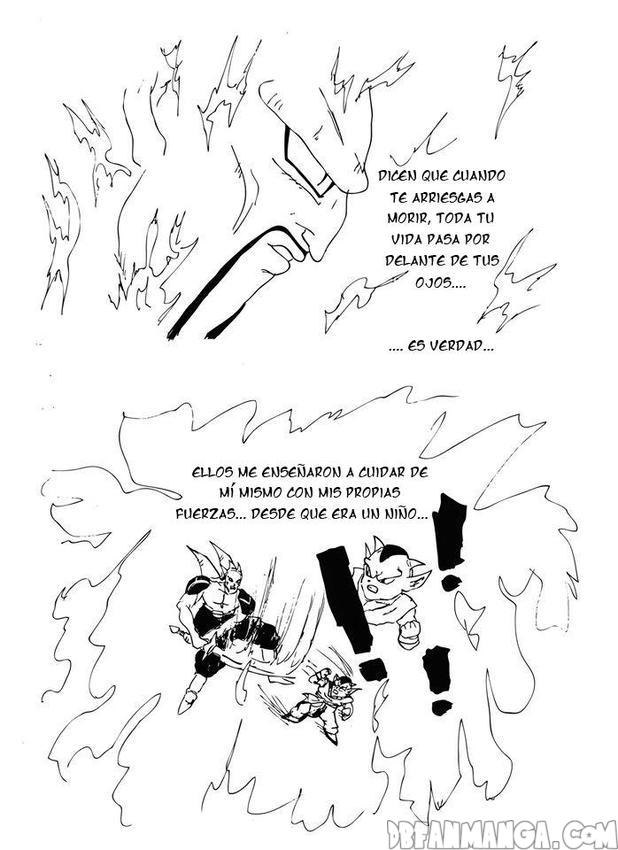 DICEN QUE CUANDO
TE ARRIESGAS A
MORIR, TODA TU
VIDA PASA POR
DELANTE DE TUS
OJOS....
.... ES VERDAD...
ELLOS ME ENSEÑARON A CUIDAR DE
MÍ MISMO CON MIS PROPIAS
FUERZAS... DESDE QUE ERA UN NIÑO...
! ! !
DBFANMANGA.COM